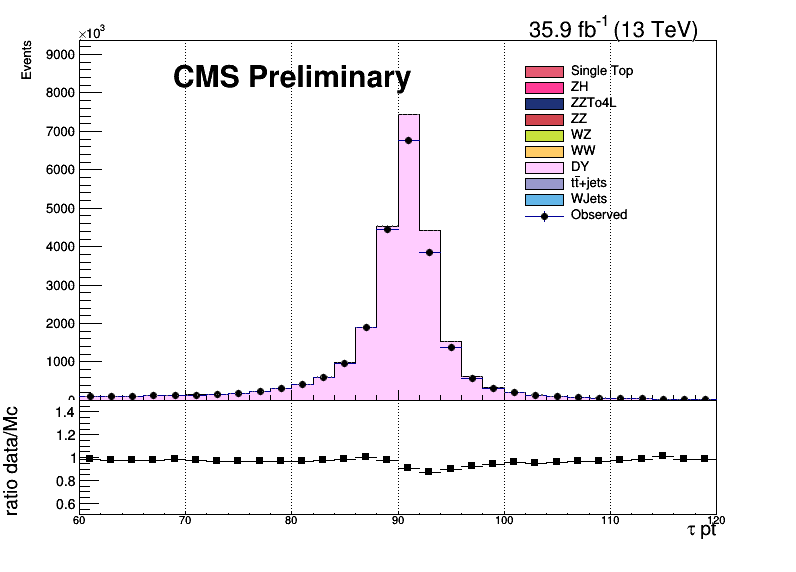 35.9 fb⁻¹ (13 TeV)
×10³
Events
CMS Preliminary
9000
8000
7000
6000
5000
4000
3000
2000
1000
0
Single Top
ZH
ZZTo4L
ZZ
WZ
WW
DY
tt̄+jets
WJets
Observed
ratio data/Mc
1.4
1.2
1
0.8
0.6
60 70 80 90 100 110 120
τ pt